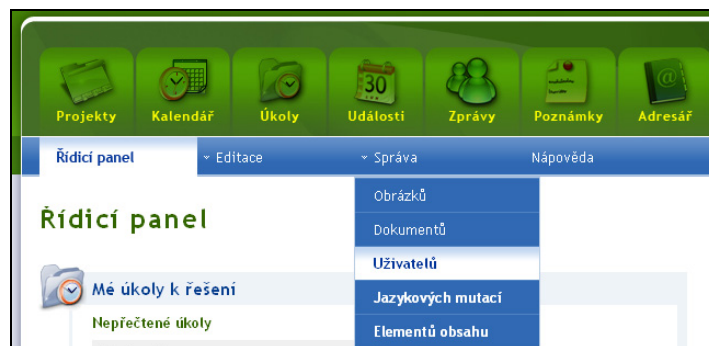 30
Projekty Kalendář Úkoly Události Zprávy Poznámky Adresář
Řídicí panel Editace Správa Nápověda
Obrázků
Řídicí panel
Dokumentů
Uživatelů
Mé úkoly k řešení
Jazykových mutací
Nepřečtené úkoly
Elementů obsahu